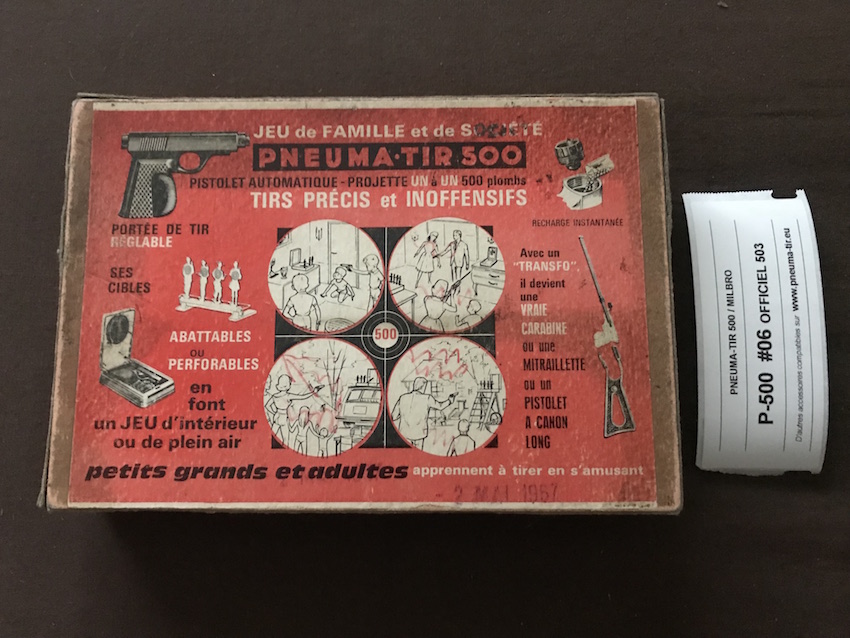 JEU de FAMILLE et de SOCIÉTÉ
PNEUMA-TIR 500
PISTOLET AUTOMATIQUE - PROJETTE UN à UN 500 plombs
TIRS PRÉCIS et INOFFENSIFS
PORTÉE DE TIR
RÉGLABLE
RECHARGE INSTANTANÉE
SES
CIBLES
ABATTABLES
ou
PERFORABLES
en
font
un JEU d'intérieur
ou de plein air
500
Avec un
"TRANSFO",
il devient
une
VRAIE
CARABINE
ou une
MITRAILLETTE
ou un
PISTOLET
A CANON
LONG
petits grands et adultes apprennent à tirer en s'amusant
- 2 MAI 1967
PNEUMA-TIR 500 / MILBRO
P-500 #06 OFFICIEL 503
D'autres accessoires compatibles sur www.pneuma-tir.eu